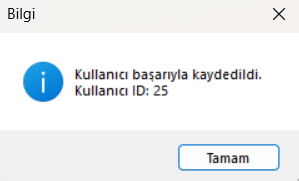 Bilgi
Kullanıcı başarıyla kaydedildi.
Kullanıcı ID: 25
Tamam